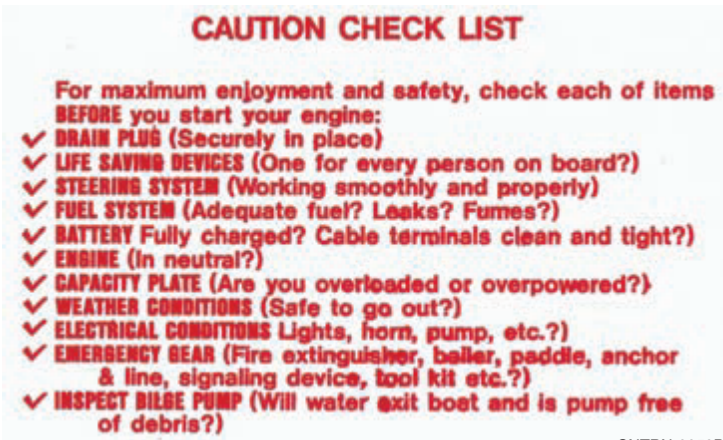 CAUTION CHECK LIST
For maximum enjoyment and safety, check each of items
BEFORE you start your engine:
✓ DRAIN PLUG (Securely in place)
✓ LIFE SAVING DEVICES (One for every person on board?)
✓ STEERING SYSTEM (Working smoothly and properly)
✓ FUEL SYSTEM (Adequate fuel? Leaks? Fumes?)
✓ BATTERY Fully charged? Cable terminals clean and tight?)
✓ ENGINE (In neutral?)
✓ CAPACITY PLATE (Are you overloaded or overpowered?)
✓ WEATHER CONDITIONS (Safe to go out?)
✓ ELECTRICAL CONDITIONS Lights, horn, pump, etc.?)
✓ EMERGENCY GEAR (Fire extinguisher, bailer, paddle, anchor
& line, signaling device, tool kit etc.?)
✓ INSPECT BILGE PUMP (Will water exit boat and is pump free
of debris?)